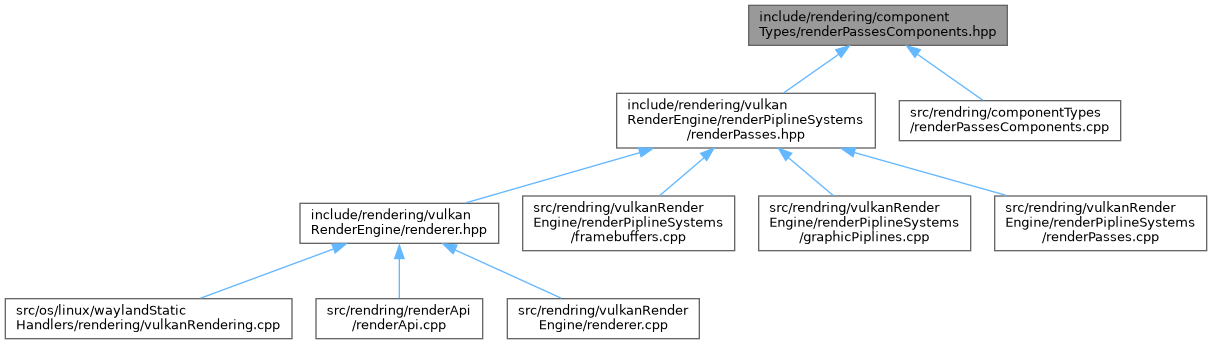 include/rendering/component
Types/renderPassesComponents.hpp
include/rendering/vulkan
RenderEngine/renderPiplineSystems
/renderPasses.hpp
src/rendring/componentTypes
/renderPassesComponents.cpp
include/rendering/vulkan
RenderEngine/renderer.hpp
src/rendring/vulkanRender
Engine/renderPiplineSystems
/framebuffers.cpp
src/rendring/vulkanRender
Engine/renderPiplineSystems
/graphicPiplines.cpp
src/rendring/vulkanRender
Engine/renderPiplineSystems
/renderPasses.cpp
src/os/linux/waylandStatic
Handlers/rendering/vulkanRendering.cpp
src/rendring/renderApi
/renderApi.cpp
src/rendring/vulkanRender
Engine/renderer.cpp